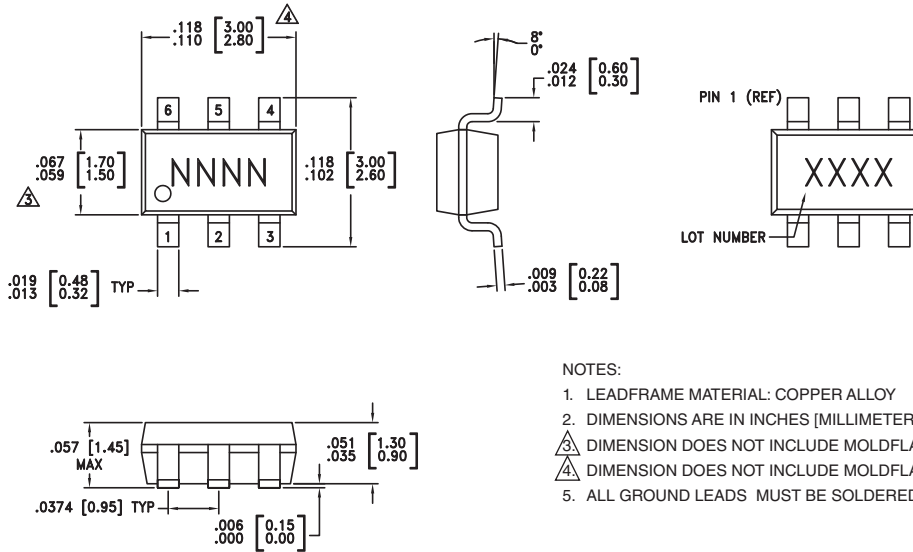 .118 [3.00]
.110 [2.80]
4
8°
0°
.024 [0.60]
.012 [0.30]
PIN 1 (REF)
6 5 4
.067 [1.70]
.059 [1.50]
NNNN
.118 [3.00]
.102 [2.60]
XXXX
3
1 2 3
LOT NUMBER
.019 [0.48] TYP
.013 [0.32]
.009 [0.22]
.003 [0.08]
NOTES:
1. LEADFRAME MATERIAL: COPPER ALLOY
2. DIMENSIONS ARE IN INCHES [MILLIMETER
3. DIMENSION DOES NOT INCLUDE MOLDFLA
4. DIMENSION DOES NOT INCLUDE MOLDFLA
5. ALL GROUND LEADS MUST BE SOLDERED
.057 [1.45]
MAX
.051 [1.30]
.035 [0.90]
.0374 [0.95] TYP
.006 [0.15]
.000 [0.00]